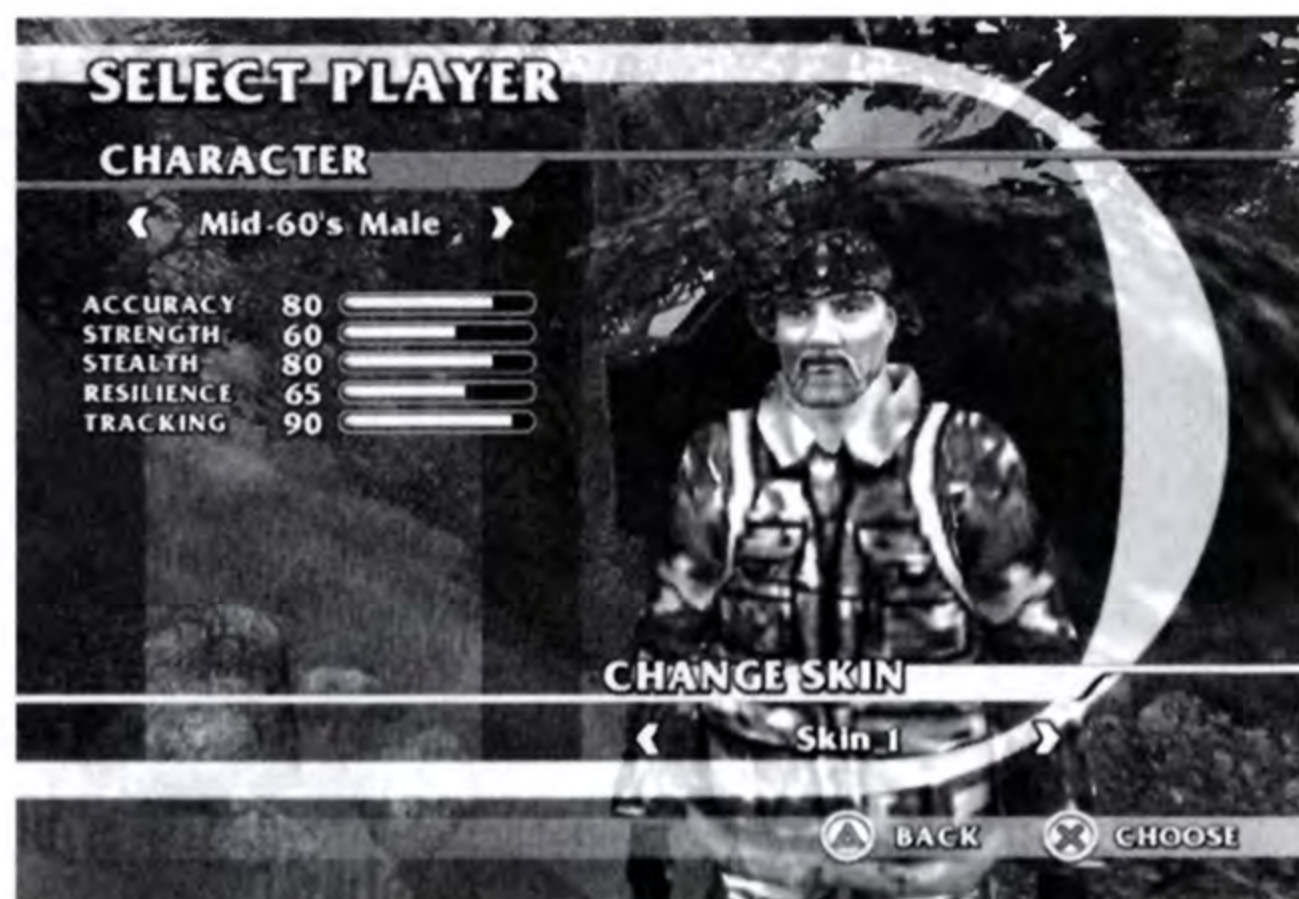 SELECT PLAYER
CHARACTER
Mid-60's Male
ACCURACY 80
STRENGTH 60
STEALTH 80
RESILIENCE 65
TRACKING 90
CHANGE SKIN
Skin_1
BACK CHOOSE